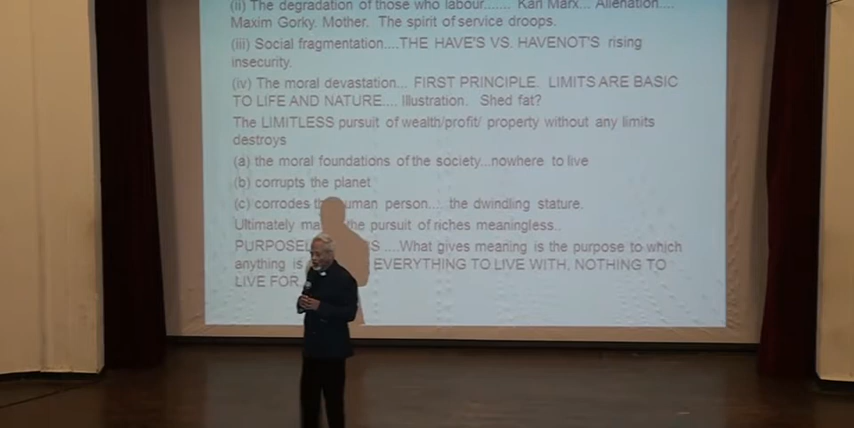 (ii) The degradation of those who labour....... Karl Marx... Alienation....
Maxim Gorky. Mother. The spirit of service droops.
(iii) Social fragmentation....THE HAVE'S VS. HAVENOT'S rising
insecurity.
(iv) The moral devastation... FIRST PRINCIPLE. LIMITS ARE BASIC
TO LIFE AND NATURE.... Illustration. Shed fat?
The LIMITLESS pursuit of wealth/profit/ property without any limits
destroys
(a) the moral foundations of the society...nowhere to live
(b) corrupts the planet
(c) corrodes human person.... the dwindling stature.
Ultimately the pursuit of riches meaningless..
....What gives meaning is the purpose to which
anything is EVERYTHING TO LIVE WITH, NOTHING TO
LIVE FOR